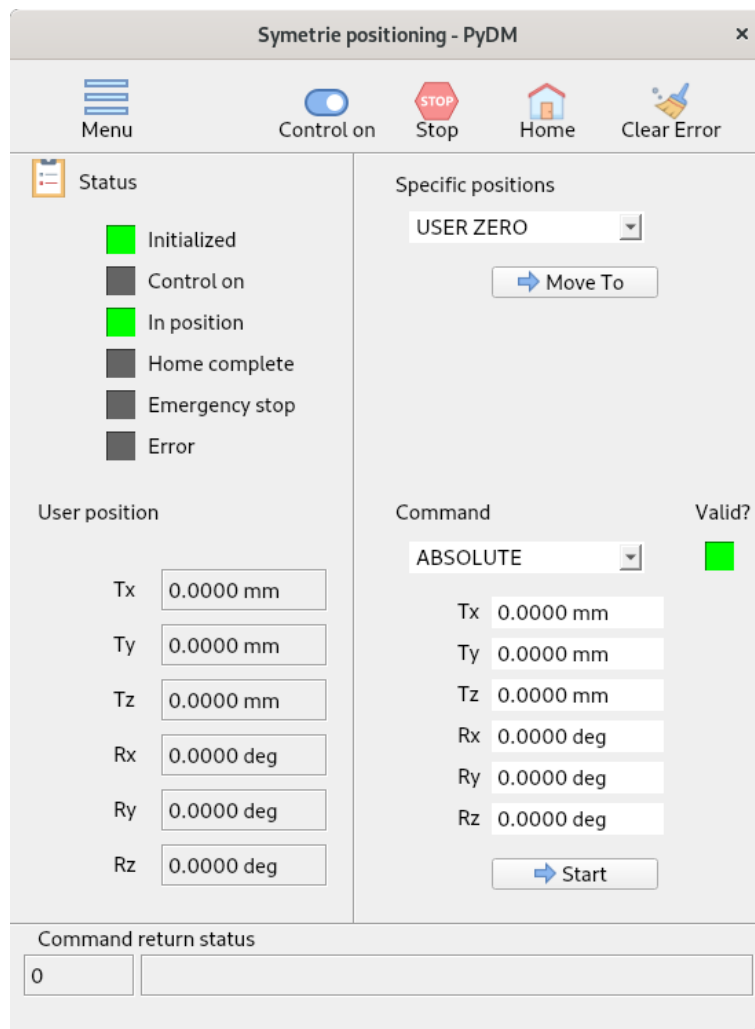 Symetrie positioning - PyDM ×
STOP
Menu Control on Stop Home Clear Error
Status
Initialized
Control on
In position
Home complete
Emergency stop
Error
Specific positions
USER ZERO
Move To
User position
Tx 0.0000 mm
Ty 0.0000 mm
Tz 0.0000 mm
Rx 0.0000 deg
Ry 0.0000 deg
Rz 0.0000 deg
Command Valid?
ABSOLUTE
Tx 0.0000 mm
Ty 0.0000 mm
Tz 0.0000 mm
Rx 0.0000 deg
Ry 0.0000 deg
Rz 0.0000 deg
Start
Command return status
0